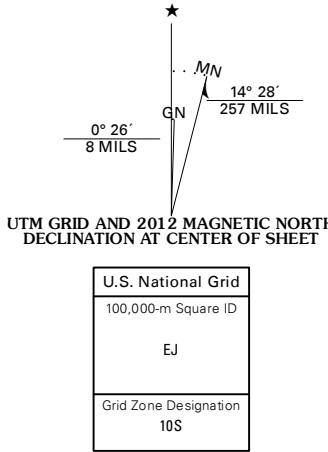 ★
MN
GN
14° 28´
257 MILS
0° 26´
8 MILS
UTM GRID AND 2012 MAGNETIC NORTH
DECLINATION AT CENTER OF SHEET
U.S. National Grid
100,000-m Square ID
EJ
Grid Zone Designation
10S